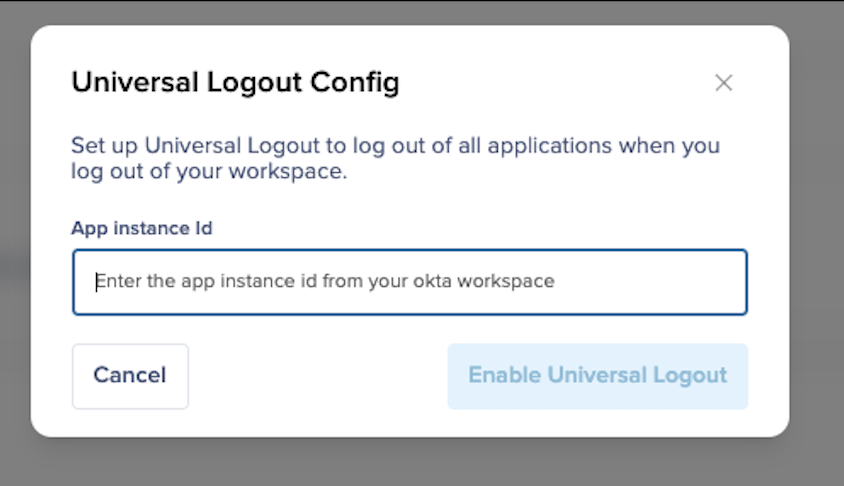 Universal Logout Config
Set up Universal Logout to log out of all applications when you
log out of your workspace.
App instance Id
Enter the app instance id from your okta workspace
Cancel
Enable Universal Logout